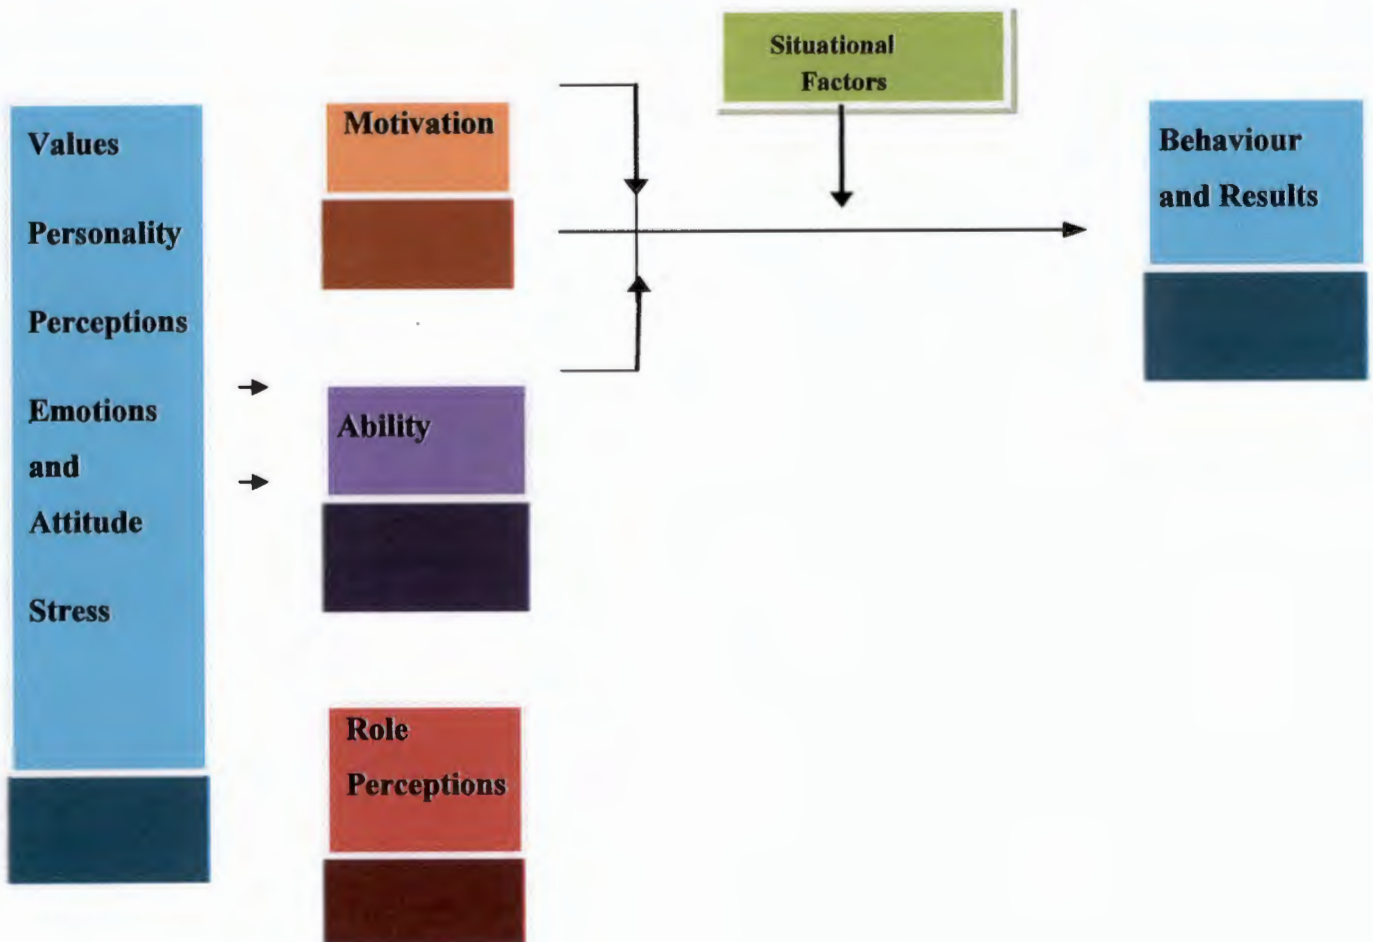 Values
Personality
Perceptions
Emotions
and
Attitude
Stress
Motivation
Ability
Role
Perceptions
Situational
Factors
Behaviour
and Results